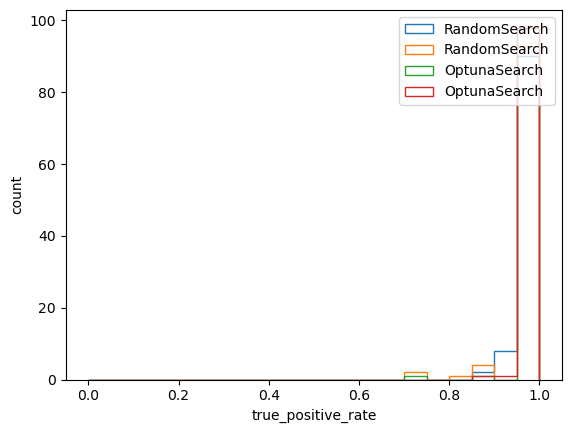 100
80
60
40
20
0
count
RandomSearch
RandomSearch
OptunaSearch
OptunaSearch
0.0 0.2 0.4 0.6 0.8 1.0
true_positive_rate